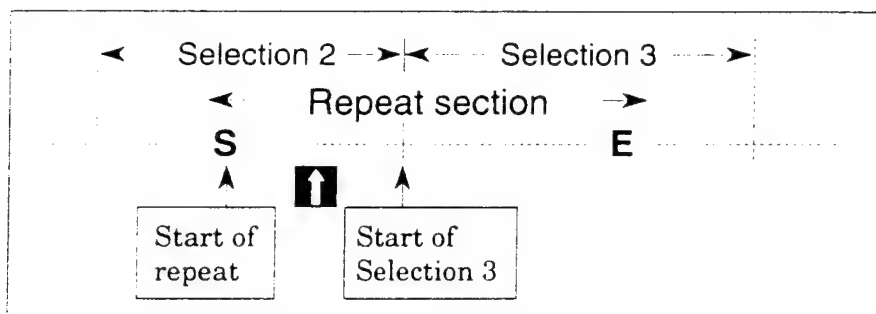 Selection 2 Selection 3
Repeat section
S E
Start of
repeat
Start of
Selection 3